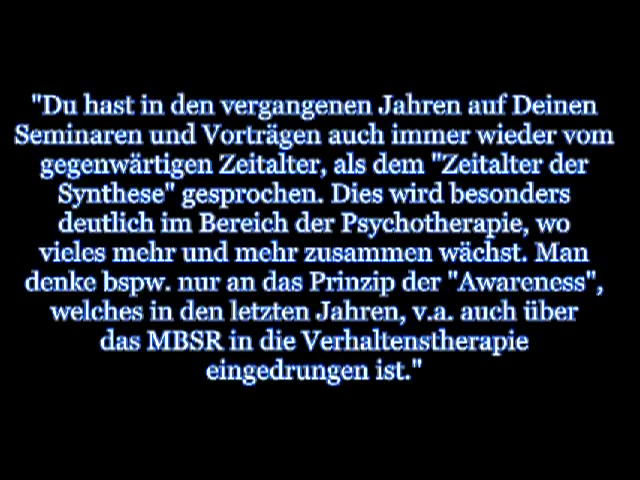 "Du hast in den vergangenen Jahren auf Deinen
Seminaren und Vorträgen auch immer wieder vom
gegenwärtigen Zeitalter, als dem "Zeitalter der
Synthese" gesprochen. Dies wird besonders
deutlich im Bereich der Psychotherapie, wo
vieles mehr und mehr zusammen wächst. Man
denke bspw. nur an das Prinzip der "Awareness",
welches in den letzten Jahren, v.a. auch über
das MBSR in die Verhaltenstherapie
eingedrungen ist."